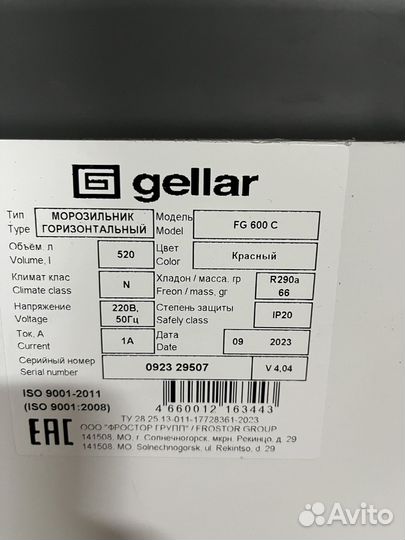 gellar
Тип МОРОЗИЛЬНИК Модель FG 600 C
Type ГОРИЗОНТАЛЬНЫЙ Model
Объём. л 520 Цвет Красный
Volume, l Color
Климат клас N Хладон / масса. гр R290a
Climate class Freon / mass, gr 66
Напряжение 220В, Степень защиты IP20
Voltage 50Гц Safely class
Ток. А 1А Дата 09 2023
Current Date
Серийный номер 0923 29507 V 4,04
Serial number
ISO 9001-2011
(ISO 9001:2008) 4 660012 163443
ТУ 28 25 13-011-17728361-2023
EAC ООО "ФРОСТОР ГРУПП" / FROSTOR GROUP
141508. МО. г Солнечногорск. мкрн. Рекинцо. д. 29
141508. MO. Solnechnogorsk. ul. Rekintso, d. 29
Avito